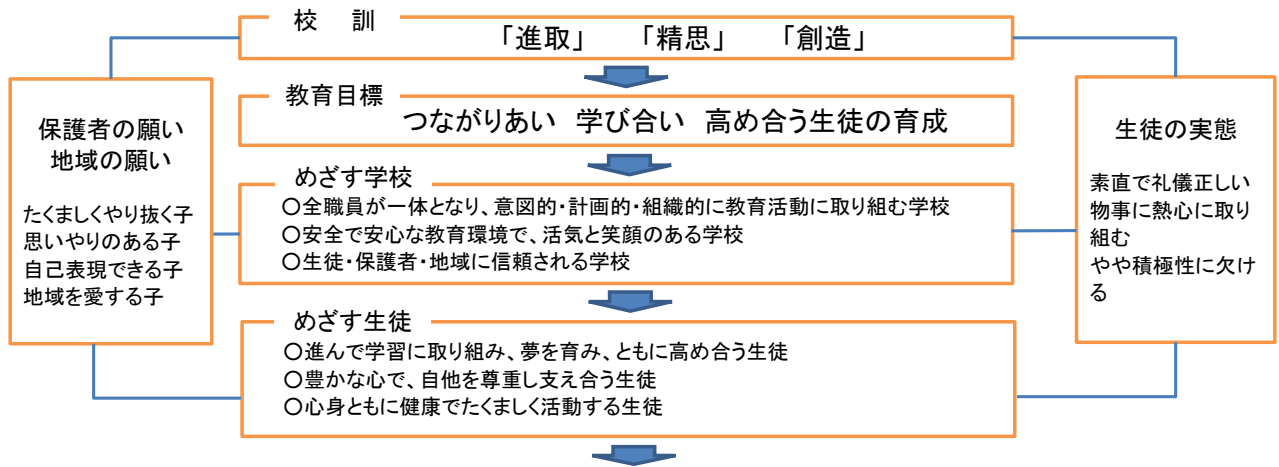 校 訓
「進取」 「精思」 「創造」
教育目標
つながりあい 学び合い 高め合う生徒の育成
保護者の願い
地域の願い
たくましくやり抜く子
思いやりのある子
自己表現できる子
地域を愛する子
めざす学校
○全職員が一体となり、意図的・計画的・組織的に教育活動に取り組む学校
○安全で安心な教育環境で、活気と笑顔のある学校
○生徒・保護者・地域に信頼される学校
生徒の実態
素直で礼儀正しい
物事に熱心に取り
組む
やや積極性に欠け
る
めざす生徒
○進んで学習に取り組み、夢を育み、ともに高め合う生徒
○豊かな心で、自他を尊重し支え合う生徒
○心身ともに健康でたくましく活動する生徒